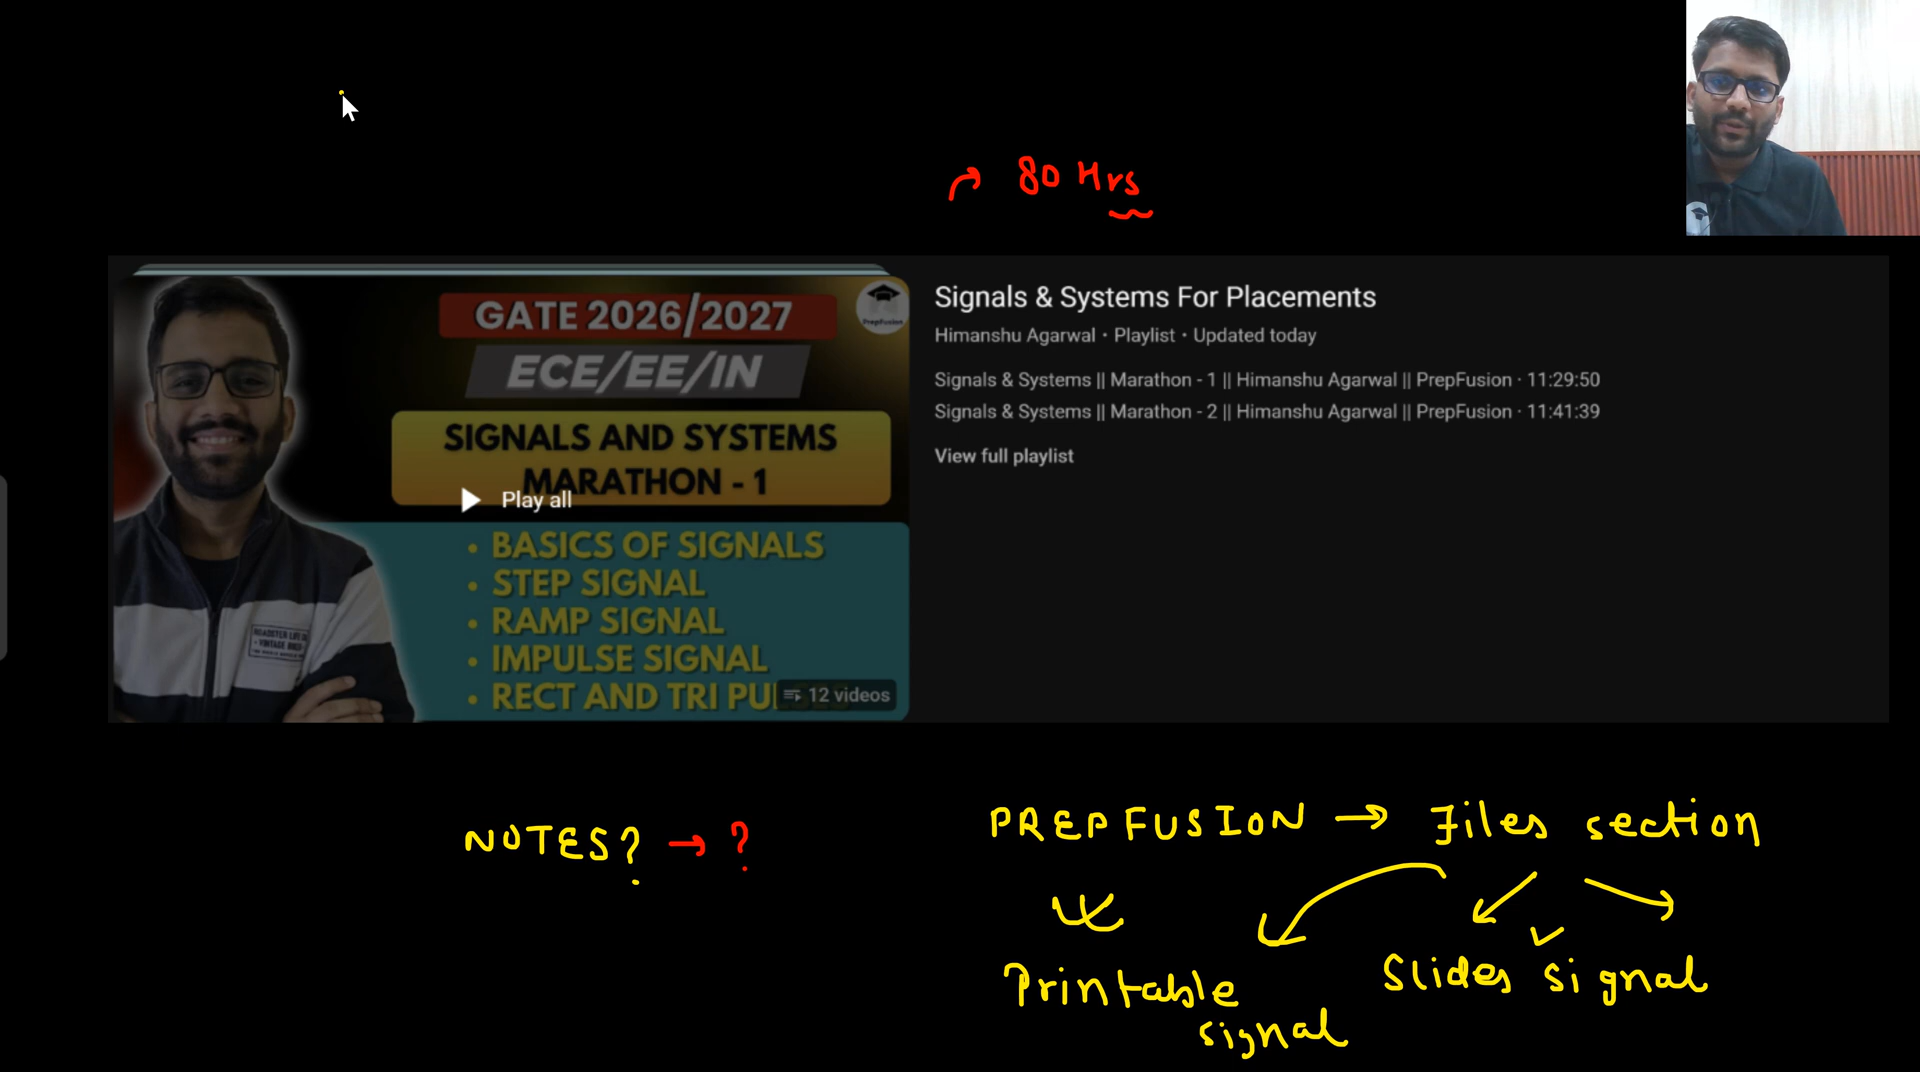 80 Hrs
GATE 2026/2027
PrepFusion
ECE/EE/IN
SIGNALS AND SYSTEMS
MARATHON - 1
Play all
• BASICS OF SIGNALS
• STEP SIGNAL
• RAMP SIGNAL
• IMPULSE SIGNAL
• RECT AND TRI
12 videos
Signals & Systems For Placements
Himanshu Agarwal • Playlist • Updated today
Signals & Systems || Marathon - 1 || Himanshu Agarwal || PrepFusion · 11:29:50
Signals & Systems || Marathon - 2 || Himanshu Agarwal || PrepFusion · 11:41:39
View full playlist
NOTES? → ?
PREPFUSION → Files section
Printable
signal
Slides signal